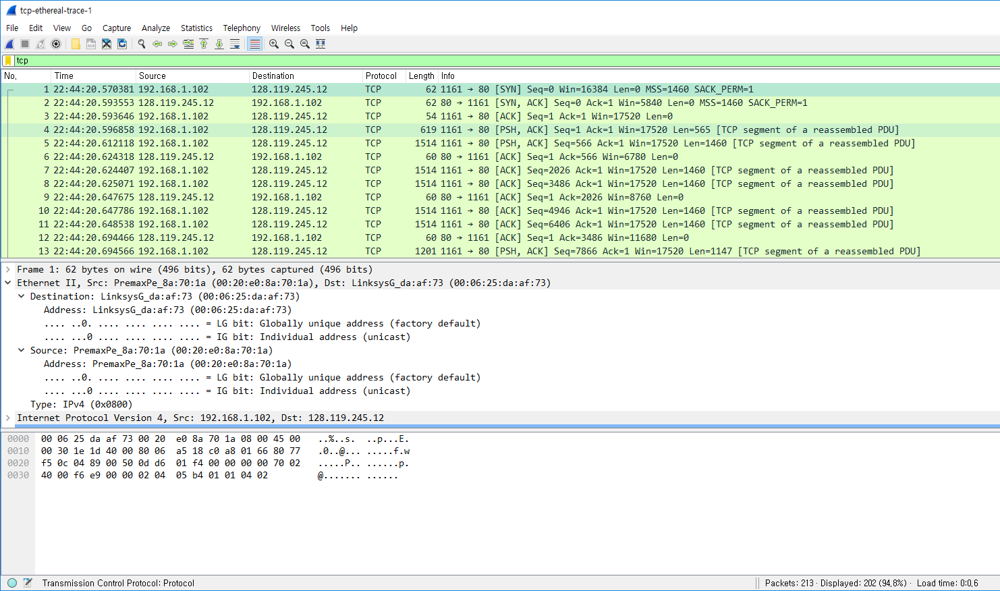 tcp-ethereal-trace-1
File Edit View Go Capture Analyze Statistics Telephony Wireless Tools Help
tcp
No. Time Source Destination Protocol Length Info
1 22:44:20.570381 192.168.1.102 128.119.245.12 TCP 62 1161 → 80 [SYN] Seq=0 Win=16384 Len=0 MSS=1460 SACK_PERM=1
2 22:44:20.593553 128.119.245.12 192.168.1.102 TCP 62 80 → 1161 [SYN, ACK] Seq=0 Ack=1 Win=5840 Len=0 MSS=1460 SACK_PERM=1
3 22:44:20.593646 192.168.1.102 128.119.245.12 TCP 54 1161 → 80 [ACK] Seq=1 Ack=1 Win=17520 Len=0
4 22:44:20.596858 192.168.1.102 128.119.245.12 TCP 619 1161 → 80 [PSH, ACK] Seq=1 Ack=1 Win=17520 Len=565 [TCP segment of a reassembled PDU]
5 22:44:20.612118 192.168.1.102 128.119.245.12 TCP 1514 1161 → 80 [PSH, ACK] Seq=566 Ack=1 Win=17520 Len=1460 [TCP segment of a reassembled PDU]
6 22:44:20.624318 128.119.245.12 192.168.1.102 TCP 60 80 → 1161 [ACK] Seq=1 Ack=566 Win=6780 Len=0
7 22:44:20.624407 192.168.1.102 128.119.245.12 TCP 1514 1161 → 80 [ACK] Seq=2026 Ack=1 Win=17520 Len=1460 [TCP segment of a reassembled PDU]
8 22:44:20.625071 192.168.1.102 128.119.245.12 TCP 1514 1161 → 80 [ACK] Seq=3486 Ack=1 Win=17520 Len=1460 [TCP segment of a reassembled PDU]
9 22:44:20.647675 128.119.245.12 192.168.1.102 TCP 60 80 → 1161 [ACK] Seq=1 Ack=2026 Win=8760 Len=0
10 22:44:20.647786 192.168.1.102 128.119.245.12 TCP 1514 1161 → 80 [ACK] Seq=4946 Ack=1 Win=17520 Len=1460 [TCP segment of a reassembled PDU]
11 22:44:20.648538 192.168.1.102 128.119.245.12 TCP 1514 1161 → 80 [ACK] Seq=6406 Ack=1 Win=17520 Len=1460 [TCP segment of a reassembled PDU]
12 22:44:20.694466 128.119.245.12 192.168.1.102 TCP 60 80 → 1161 [ACK] Seq=1 Ack=3486 Win=11680 Len=0
13 22:44:20.694566 192.168.1.102 128.119.245.12 TCP 1201 1161 → 80 [PSH, ACK] Seq=7866 Ack=1 Win=17520 Len=1147 [TCP segment of a reassembled PDU]
Frame 1: 62 bytes on wire (496 bits), 62 bytes captured (496 bits)
Ethernet II, Src: PremaxPe_8a:70:1a (00:20:e0:8a:70:1a), Dst: LinksysG_da:af:73 (00:06:25:da:af:73)
Destination: LinksysG_da:af:73 (00:06:25:da:af:73)
Address: LinksysG_da:af:73 (00:06:25:da:af:73)
.... ..0. .... .... .... .... = LG bit: Globally unique address (factory default)
.... ...0 .... .... .... .... = IG bit: Individual address (unicast)
Source: PremaxPe_8a:70:1a (00:20:e0:8a:70:1a)
Address: PremaxPe_8a:70:1a (00:20:e0:8a:70:1a)
.... ..0. .... .... .... .... = LG bit: Globally unique address (factory default)
.... ...0 .... .... .... .... = IG bit: Individual address (unicast)
Type: IPv4 (0x0800)
Internet Protocol Version 4, Src: 192.168.1.102, Dst: 128.119.245.12
0000 00 06 25 da af 73 00 20 e0 8a 70 1a 08 00 45 00 ..%..s. ..p...E.
0010 00 30 1e 1d 40 00 80 06 a5 18 c0 a8 01 66 80 77 .0..@... .....f.w
0020 f5 0c 04 89 00 50 0d d6 01 f4 00 00 00 00 70 02 .....P.. ......p.
0030 40 00 f6 e9 00 00 02 04 05 b4 01 01 04 02 @....... ......
Transmission Control Protocol: Protocol
Packets: 213 · Displayed: 202 (94.8%) · Load time: 0:0.6